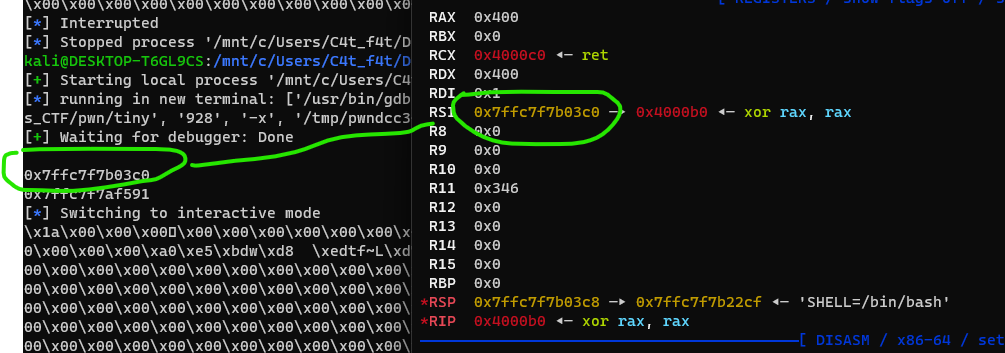 \x00\x00\x00\x00\x00\x00\x00\x00\x00\x00
[*] Interrupted
[*] Stopped process '/mnt/c/Users/C4t_f4t/D
kali@DESKTOP-T6GL9CS:/mnt/c/Users/C4t_f4t/D
[+] Starting local process '/mnt/c/Users/C4
[*] running in new terminal: ['/usr/bin/gdb
s_CTF/pwn/tiny', '928', '-x', '/tmp/pwndcc3
[+] Waiting for debugger: Done
0x7ffc7f7b03c0
0x7ffc7f7af591
[*] Switching to interactive mode
\x1a\x00\x00\x00\x00\x00\x00\x00\x00\x
0\x00\x00\x00\xa0\xe5\xbdw\xd8 \xedtf~L\xd
00\x00\x00\x00\x00\x00\x00\x00\x00\x00\
00\x00\x00\x00\x00\x00\x00\x00\x00\x00\
00\x00\x00\x00\x00\x00\x00\x00\x00\x00\
00\x00\x00\x00\x00\x00\x00\x00\x00\x00\
00\x00\x00\x00\x00\x00\x00\x00\x00\x00\
[ REGISTERS / show-flags off /
RAX 0x400
RBX 0x0
RCX 0x4000c0 ◂— ret
RDX 0x400
RDI 0x1
RSI 0x7ffc7f7b03c0 —▸ 0x4000b0 ◂— xor rax, rax
R8 0x0
R9 0x0
R10 0x0
R11 0x346
R12 0x0
R13 0x0
R14 0x0
R15 0x0
RBP 0x0
*RSP 0x7ffc7f7b03c8 —▸ 0x7ffc7f7b22cf ◂— 'SHELL=/bin/bash'
*RIP 0x4000b0 ◂— xor rax, rax
[ DISASM / x86-64 / set